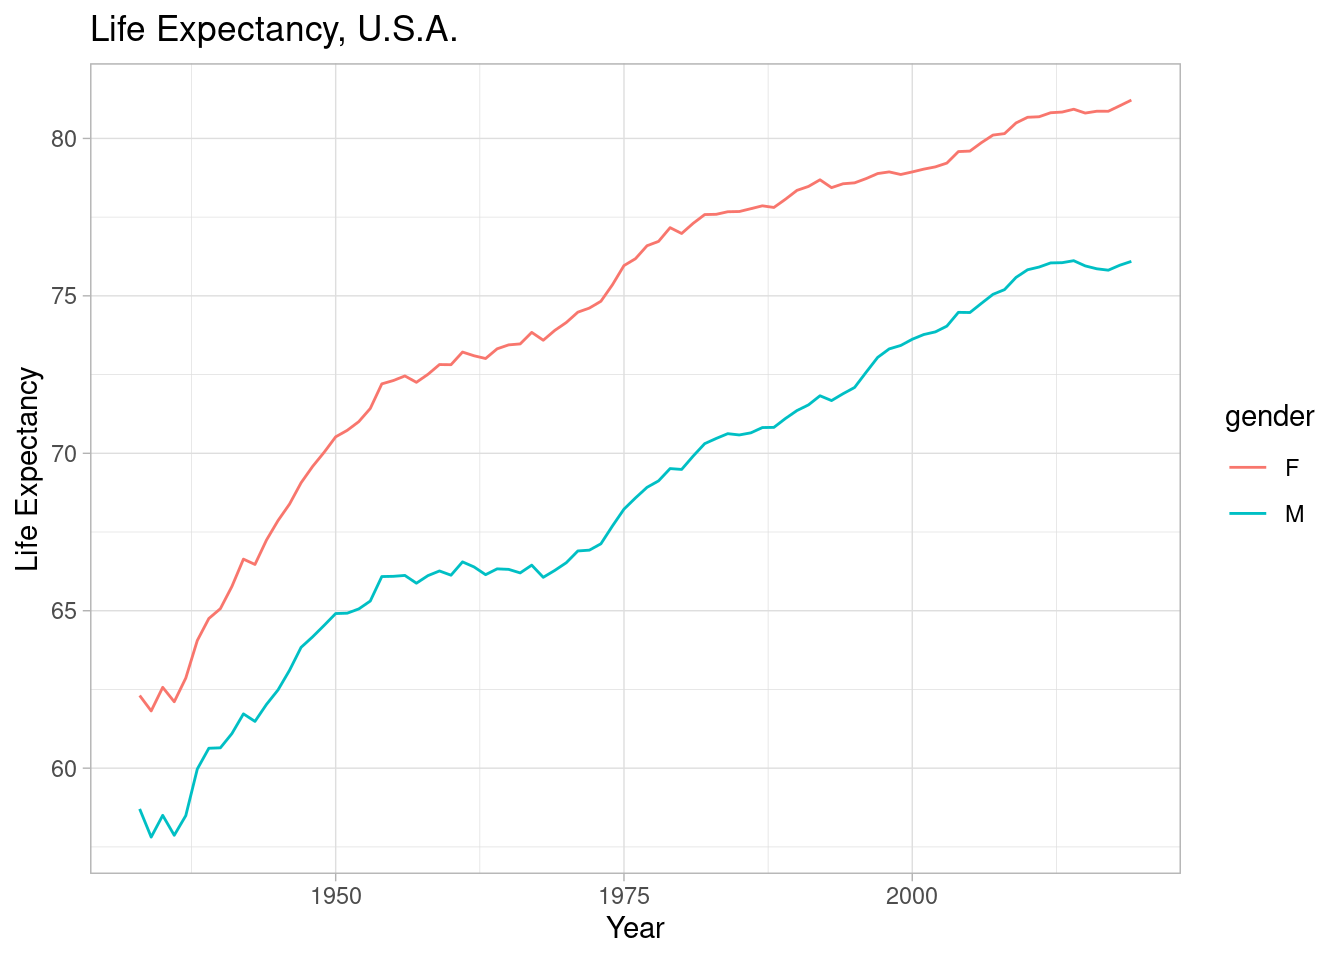 Life Expectancy, U.S.A.
Life Expectancy
80
75
70
65
60
1950
1975
2000
Year
gender
F
M